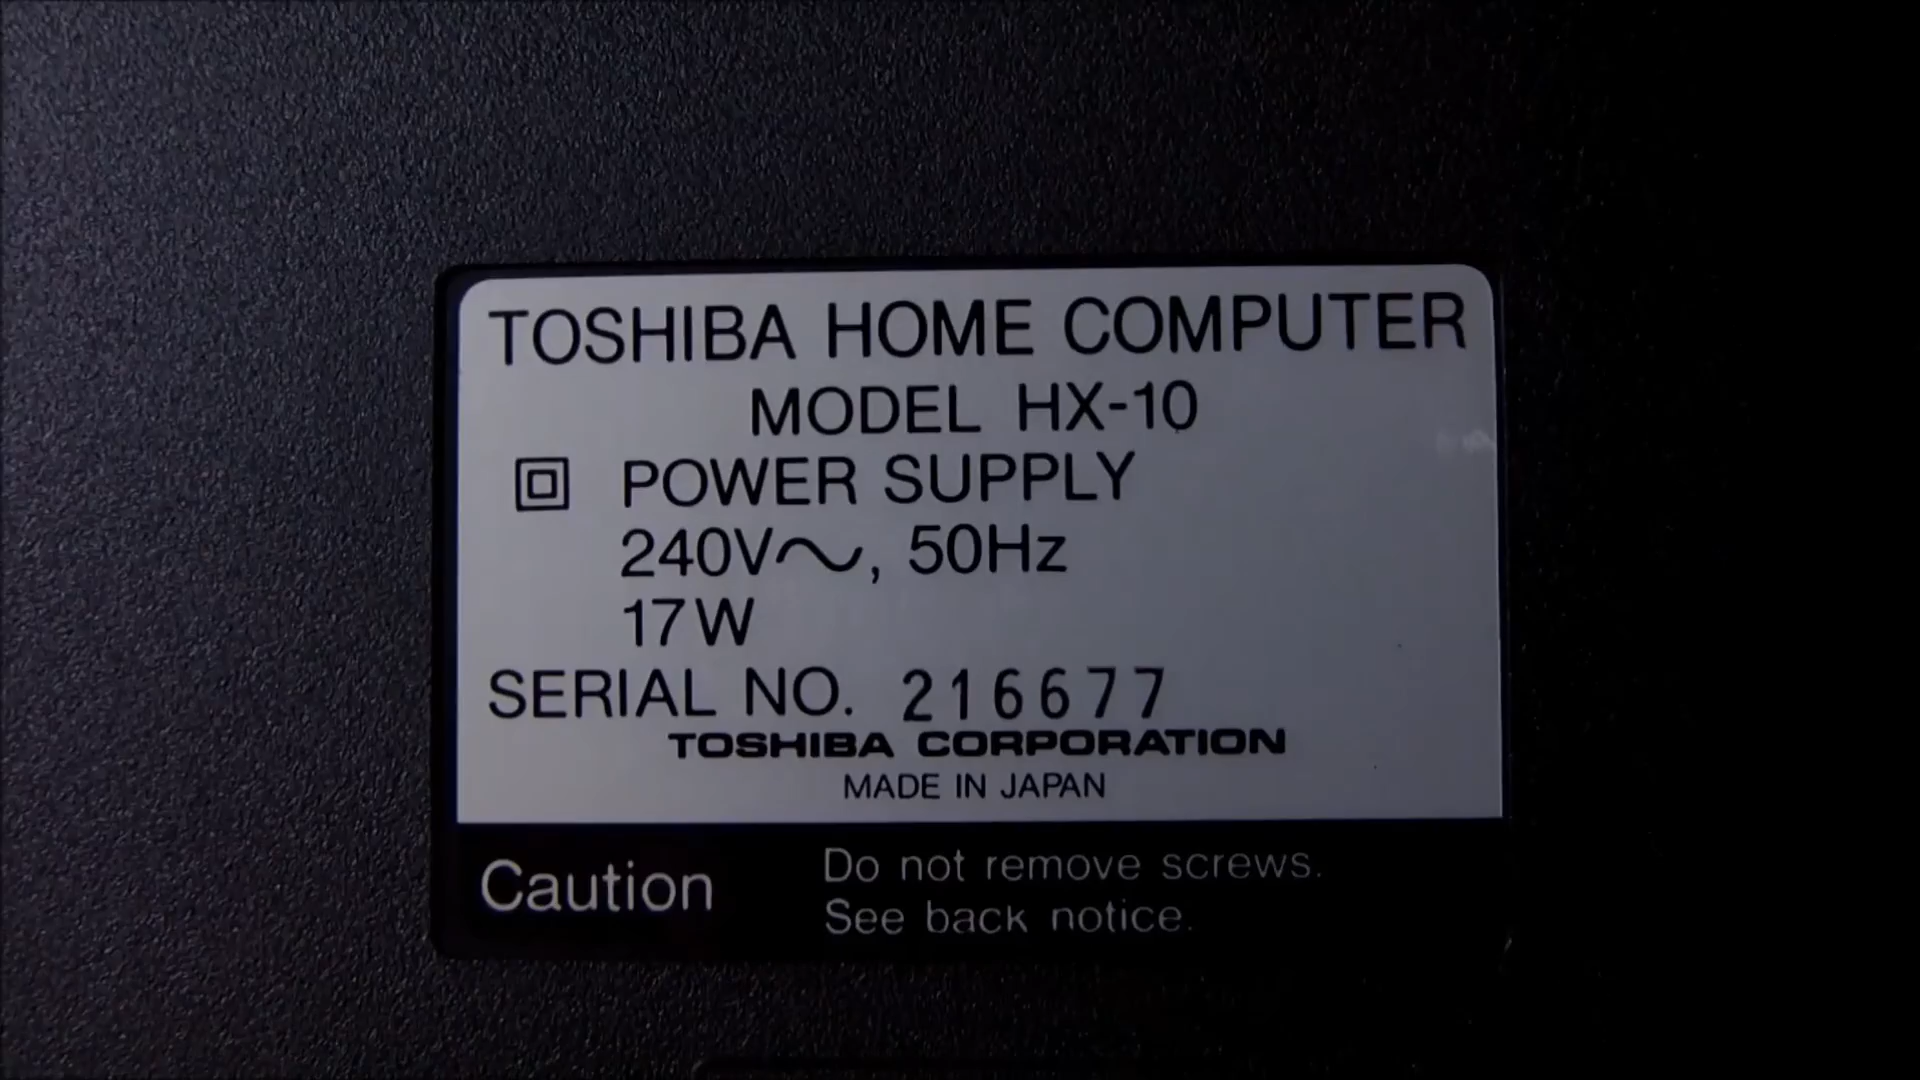 TOSHIBA HOME COMPUTER
MODEL HX-10
POWER SUPPLY
240V〜, 50Hz
17W
SERIAL NO. 216677
TOSHIBA CORPORATION
MADE IN JAPAN
Caution
Do not remove screws.
See back notice.